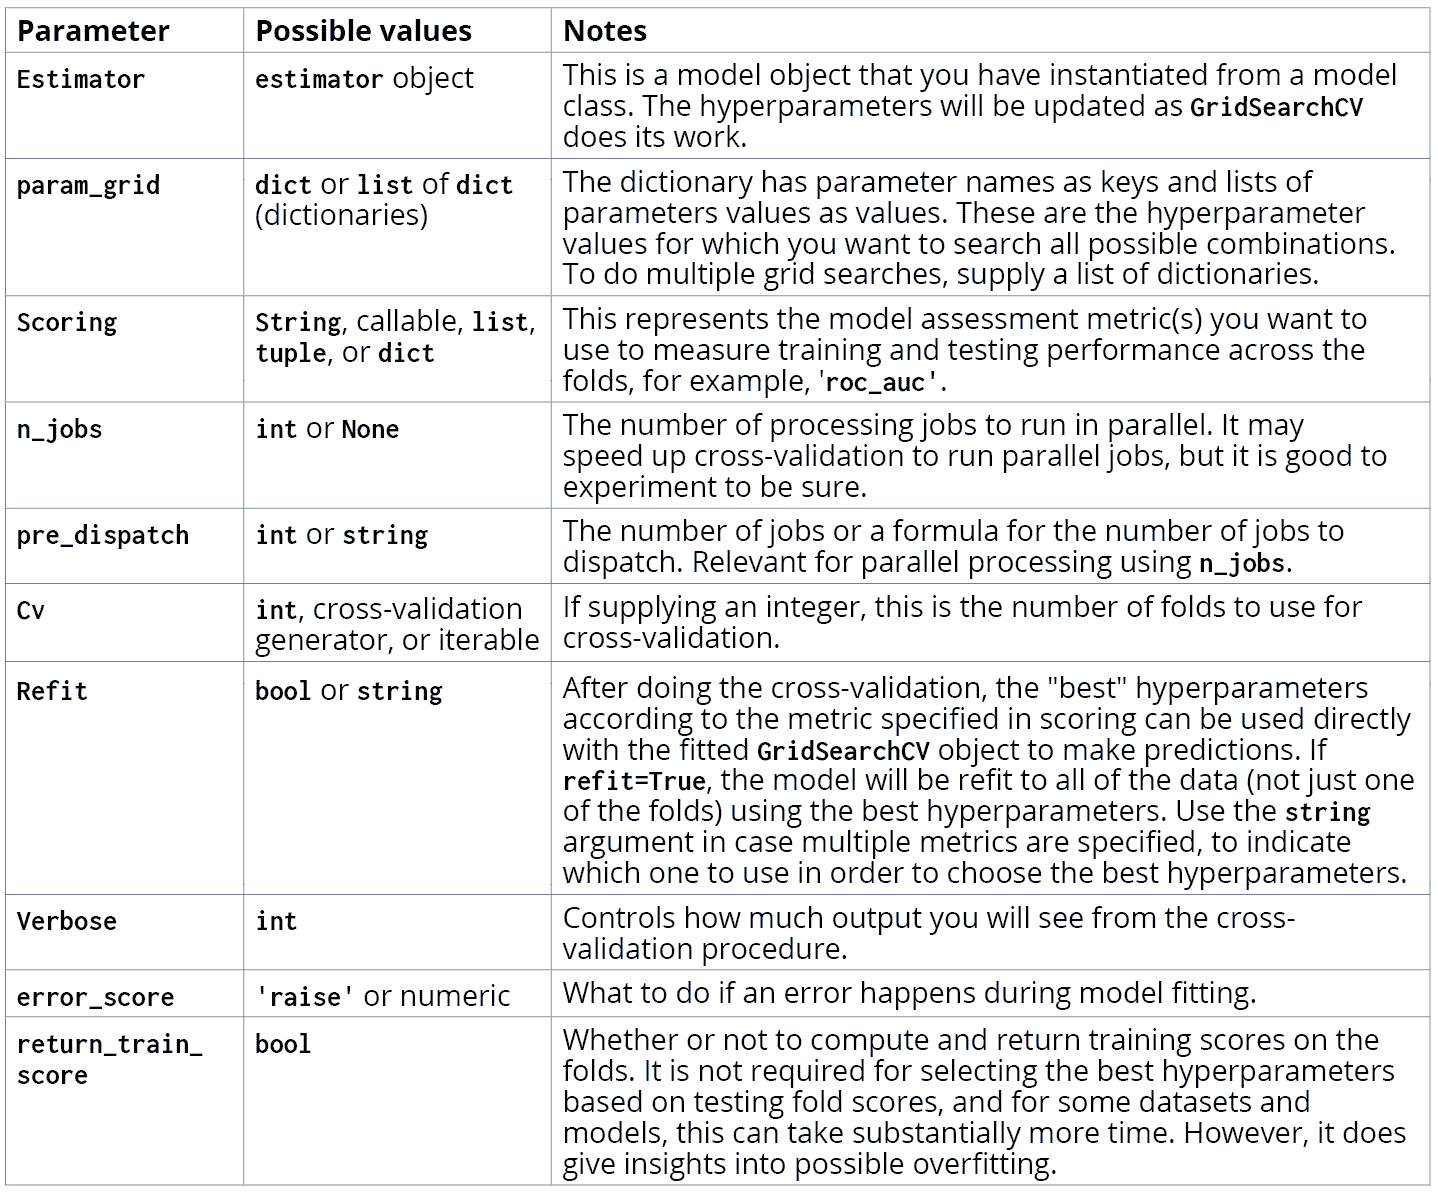 Parameter Possible values Notes
Estimator estimator object This is a model object that you have instantiated from a model
class. The hyperparameters will be updated as GridSearchCV
does its work.
param_grid dict or list of dict The dictionary has parameter names as keys and lists of
(dictionaries) parameters values as values. These are the hyperparameter
values for which you want to search all possible combinations.
To do multiple grid searches, supply a list of dictionaries.
Scoring String, callable, list, This represents the model assessment metric(s) you want to
tuple, or dict use to measure training and testing performance across the
folds, for example, 'roc_auc'.
n_jobs int or None The number of processing jobs to run in parallel. It may
speed up cross-validation to run parallel jobs, but it is good to
experiment to be sure.
pre_dispatch int or string The number of jobs or a formula for the number of jobs to
dispatch. Relevant for parallel processing using n_jobs.
Cv int, cross-validation If supplying an integer, this is the number of folds to use for
generator, or iterable cross-validation.
Refit bool or string After doing the cross-validation, the "best" hyperparameters
according to the metric specified in scoring can be used directly
with the fitted GridSearchCV object to make predictions. If
refit=True, the model will be refit to all of the data (not just one
of the folds) using the best hyperparameters. Use the string
argument in case multiple metrics are specified, to indicate
which one to use in order to choose the best hyperparameters.
Verbose int Controls how much output you will see from the cross-
validation procedure.
error_score 'raise' or numeric What to do if an error happens during model fitting.
return_train_ bool Whether or not to compute and return training scores on the
score folds. It is not required for selecting the best hyperparameters
based on testing fold scores, and for some datasets and
models, this can take substantially more time. However, it does
give insights into possible overfitting.